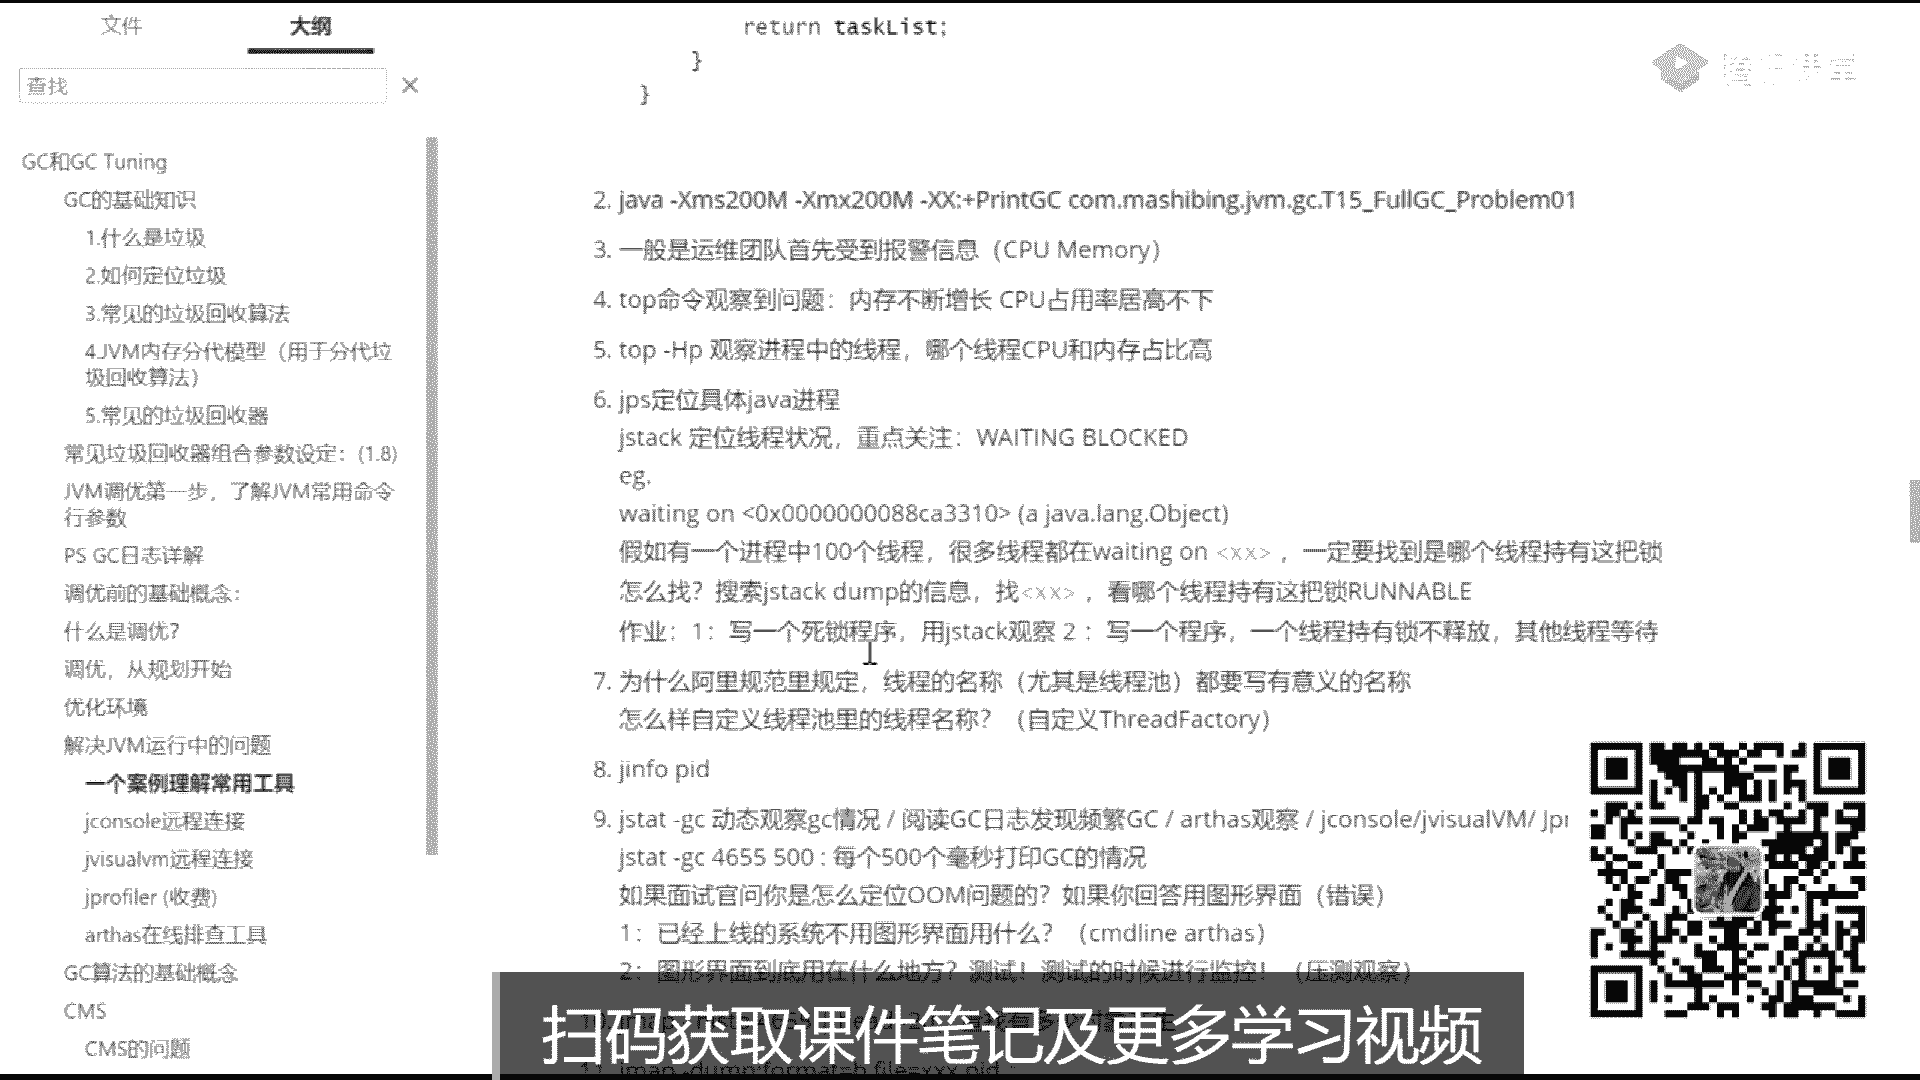 文件
大纲
查找
GC和GC Tuning
GC的基础知识
1.什么是垃圾
2.如何定位垃圾
3.常见的垃圾回收算法
4.JVM内存分代模型（用于分代垃
圾回收算法）
5.常见的垃圾回收器
常见垃圾回收器组合参数设定：(1.8)
JVM调优第一步，了解JVM常用命令
行参数
PS GC日志详解
调优前的基础概念：
什么是调优？
调优，从规划开始
优化环境
解决JVM运行中的问题
一个案例理解常用工具
jconsole远程连接
jvisualvm远程连接
jprofiler (收费)
arthas在线排查工具
GC算法的基础概念
CMS
CMS的问题
return taskList;
}
}
2. java -Xms200M -Xmx200M -XX:+PrintGC com.mashibing.jvm.gc.T15_FullGC_Problem01
3. 一般是运维团队首先受到报警信息（CPU Memory）
4. top命令观察到问题：内存不断增长 CPU占用率居高不下
5. top -Hp 观察进程中的线程，哪个线程CPU和内存占比高
6. jps定位具体java进程
jstack 定位线程状况，重点关注：WAITING BLOCKED
eg.
waiting on <0x0000000088ca3310> (a java.lang.Object)
假如有一个进程中100个线程，很多线程都在waiting on <xx> ，一定要找到是哪个线程持有这把锁
怎么找？搜索jstack dump的信息，找<xx> ，看哪个线程持有这把锁RUNNABLE
作业：1：写一个死锁程序，用jstack观察 2 ：写一个程序，一个线程持有锁不释放，其他线程等待
7. 为什么阿里规范里规定，线程的名称（尤其是线程池）都要写有意义的名称
怎么样自定义线程池里的线程名称？（自定义ThreadFactory）
8. jinfo pid
9. jstat -gc 动态观察gc情况 / 阅读GC日志发现频繁GC / arthas观察 / jconsole/jvisualVM/ Jpr
jstat -gc 4655 500 : 每个500个毫秒打印GC的情况
如果面试官问你是怎么定位OOM问题的？如果你回答用图形界面（错误）
1：已经上线的系统不用图形界面用什么？（cmdline arthas）
2：图形界面到底用在什么地方？测试！测试的时候进行监控！（压测观察）
11. jmap -dump:format=b,file=xxx pid ：
扫码获取课件笔记及更多学习视频
腾讯课堂